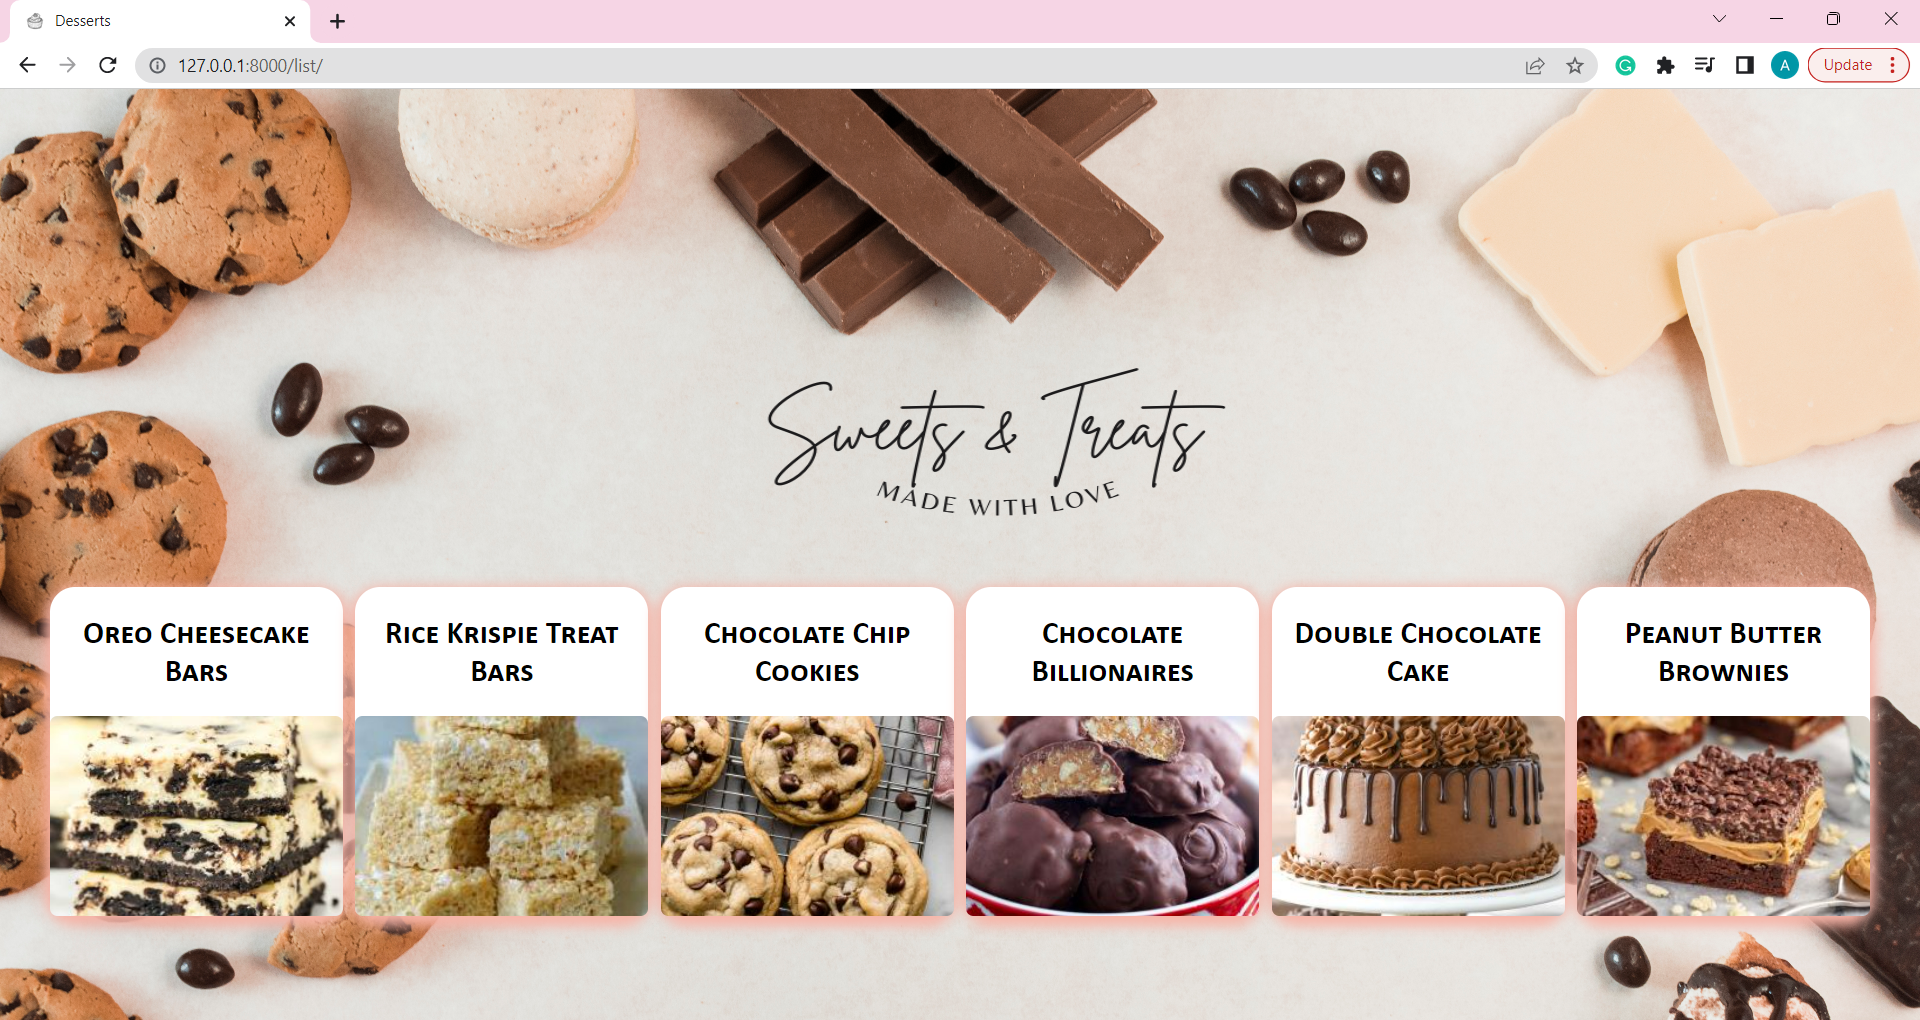 Desserts
127.0.0.1:8000/list/
G
A
Update
Sweets & Treats
MADE WITH LOVE
Oreo Cheesecake
Bars
Rice Krispie Treat
Bars
Chocolate Chip
Cookies
Chocolate
Billionaires
Double Chocolate
Cake
Peanut Butter
Brownies